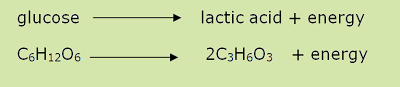 glucose ⟶ lactic acid + energy
C₆H₁₂O₆ ⟶ 2C₃H₆O₃ + energy